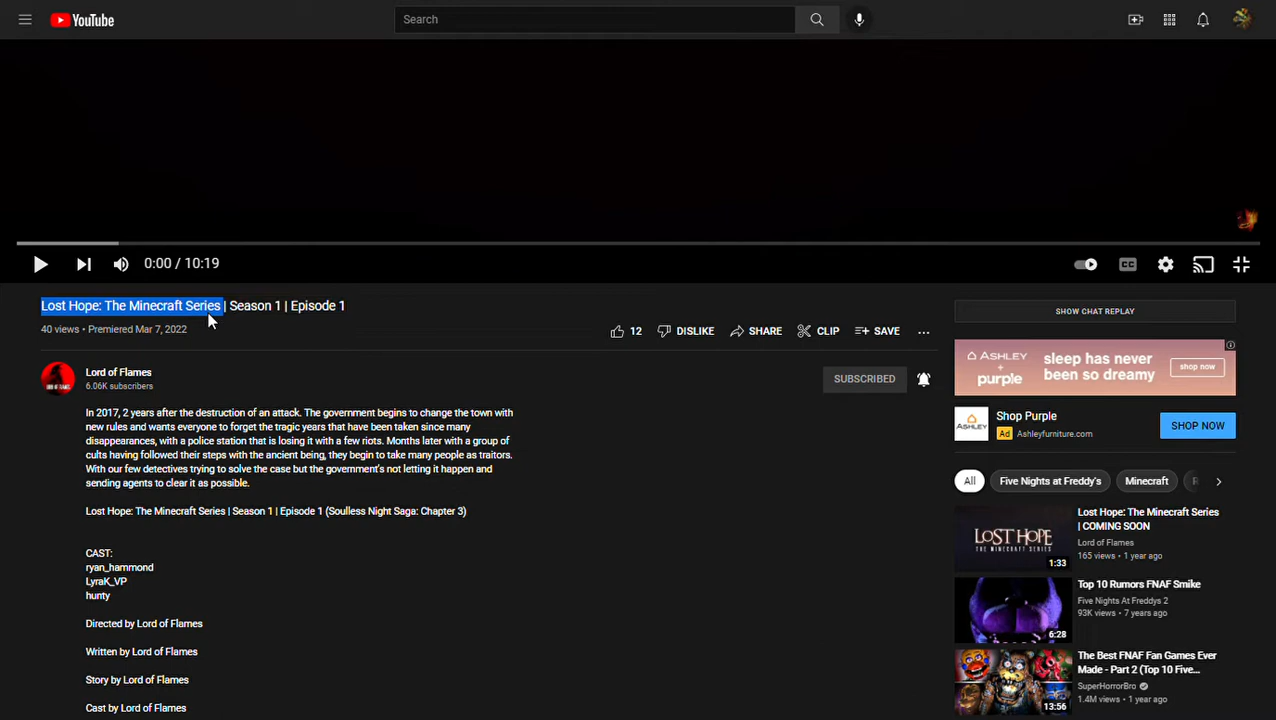 YouTube
Search
0:00 / 10:19
CC
Lost Hope: The Minecraft Series | Season 1 | Episode 1
40 views • Premiered Mar 7, 2022
12
DISLIKE
SHARE
CLIP
SAVE
Lord of Flames
6.06K subscribers
SUBSCRIBED
In 2017, 2 years after the destruction of an attack. The government begins to change the town with
new rules and wants everyone to forget the tragic years that have been taken since many
disappearances, with a police station that is losing it with a few riots. Months later with a group of
cults having followed their steps with the ancient being, they begin to take many people as traitors.
With our few detectives trying to solve the case but the government's not letting it happen and
sending agents to clear it as possible.
Lost Hope: The Minecraft Series | Season 1 | Episode 1 (Soulless Night Saga: Chapter 3)
CAST:
ryan_hammond
LyraK_VP
hunty
Directed by Lord of Flames
Written by Lord of Flames
Story by Lord of Flames
Cast by Lord of Flames
SHOW CHAT REPLAY
ASHLEY
+
purple
sleep has never
been so dreamy
shop now
ASHLEY
Shop Purple
Ad Ashleyfurniture.com
SHOP NOW
All
Five Nights at Freddy's
Minecraft
R
LOST HOPE
THE MINECRAFT SERIES
1:33
Lost Hope: The Minecraft Series
| COMING SOON
Lord of Flames
165 views • 1 year ago
6:28
Top 10 Rumors FNAF Smike
Five Nights At Freddys 2
93K views • 7 years ago
13:56
The Best FNAF Fan Games Ever
Made - Part 2 (Top 10 Five...
SuperHorrorBro
1.4M views • 1 year ago